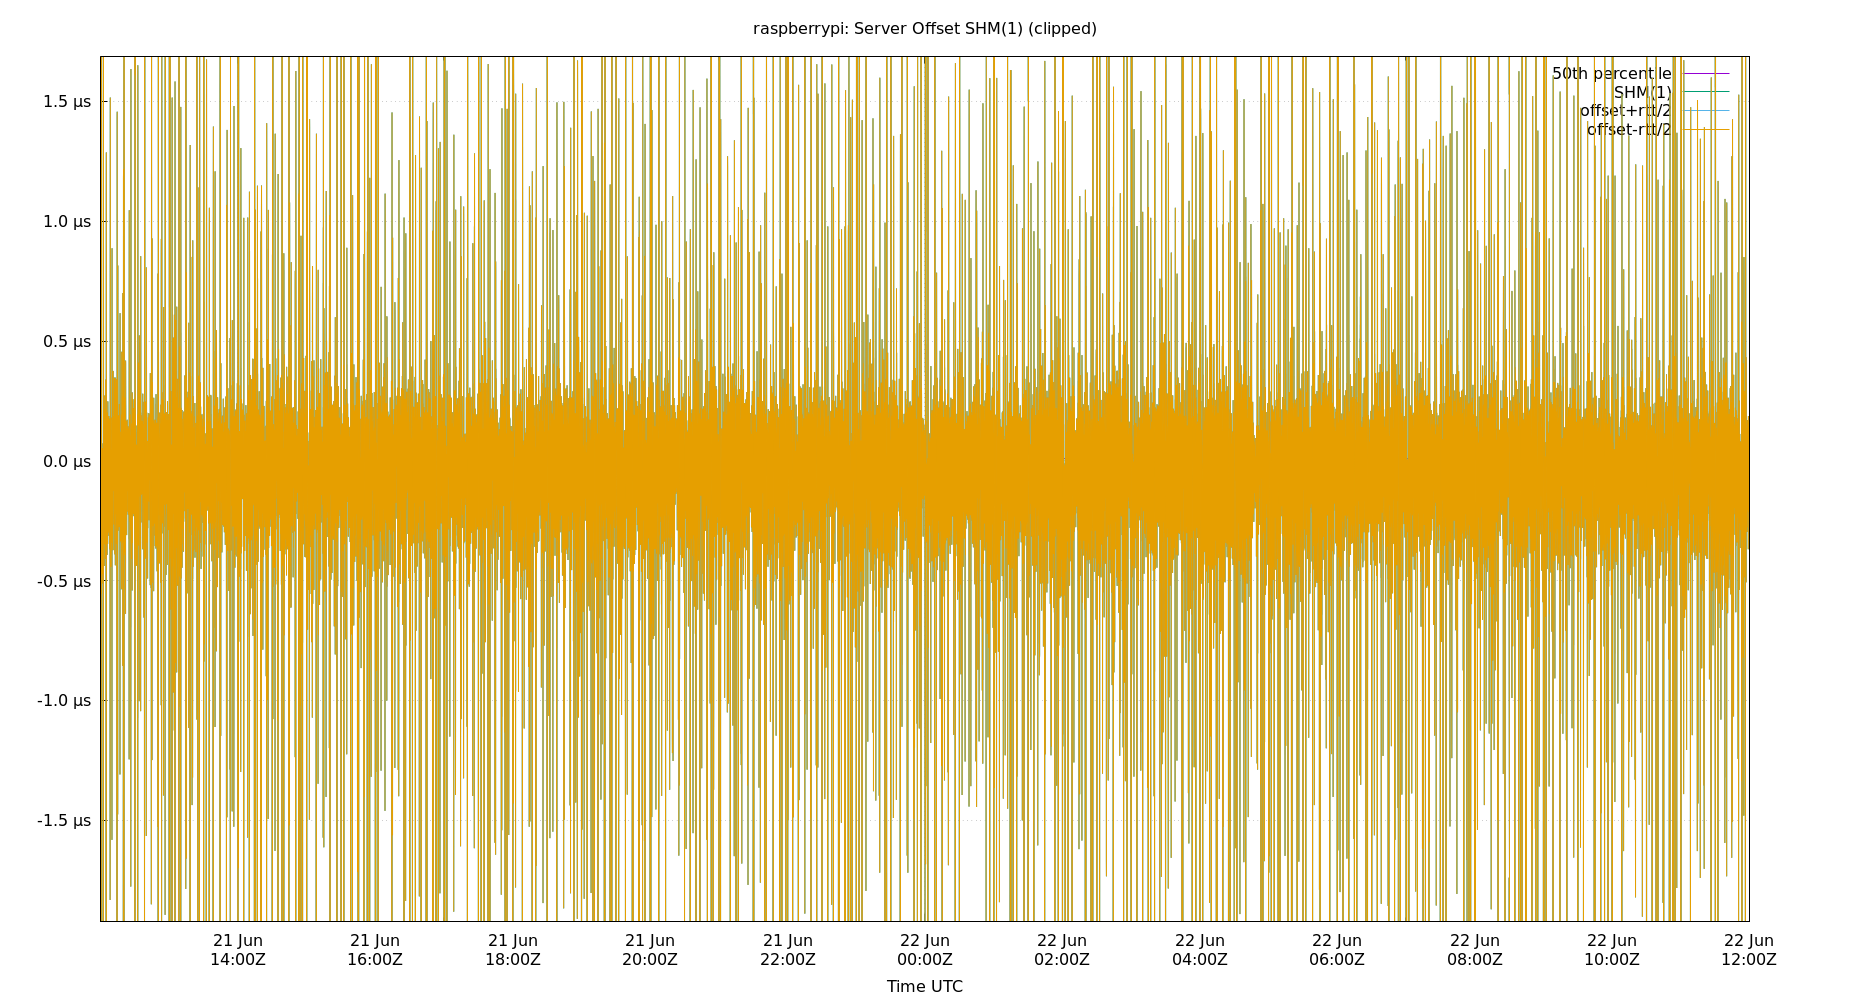 raspberrypi: Server Offset SHM(1) (clipped)
50th percentile
SHM(1)
offset+rtt/2
offset-rtt/2
1.5 µs
1.0 µs
0.5 µs
0.0 µs
-0.5 µs
-1.0 µs
-1.5 µs
21 Jun 21 Jun 21 Jun 21 Jun 21 Jun 22 Jun 22 Jun 22 Jun 22 Jun 22 Jun 22 Jun 22 Jun
14:00Z 16:00Z 18:00Z 20:00Z 22:00Z 00:00Z 02:00Z 04:00Z 06:00Z 08:00Z 10:00Z 12:00Z
Time UTC